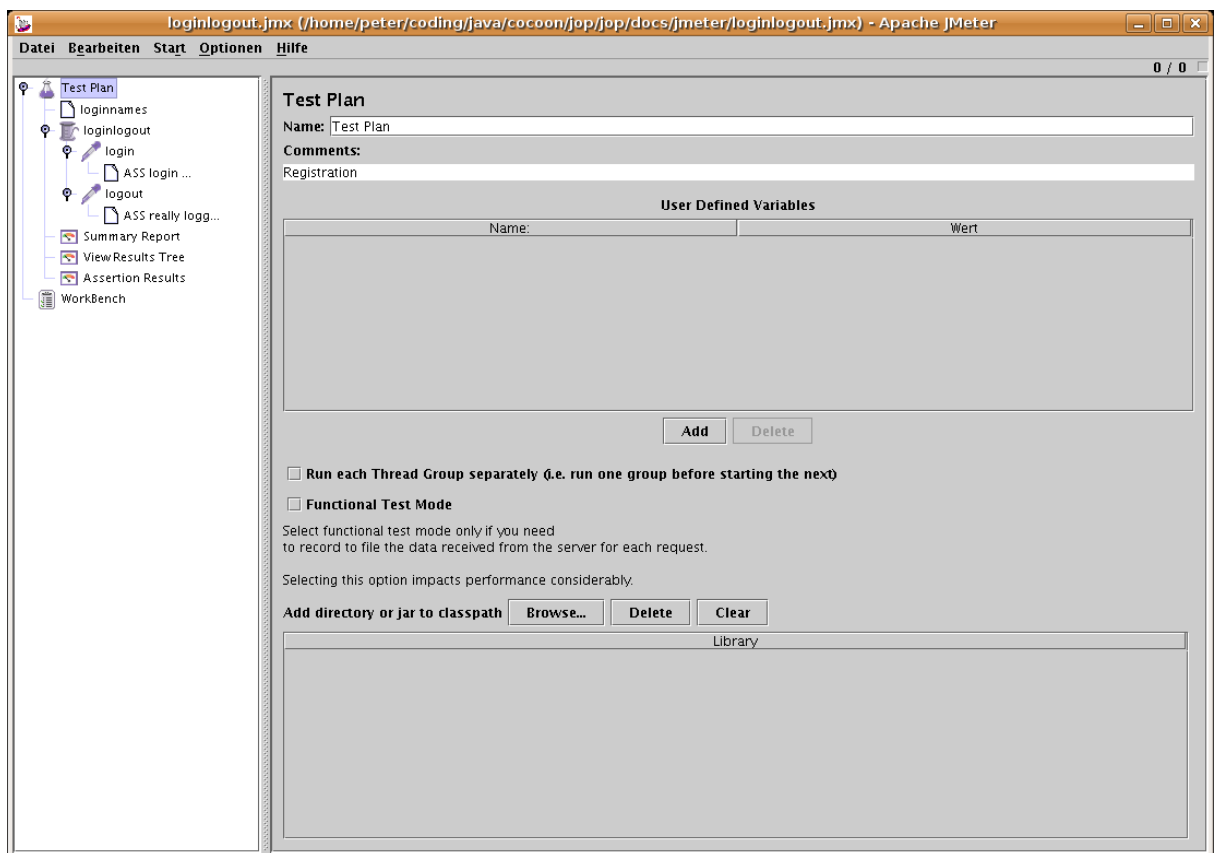 loginlogout.jmx (/home/peter/coding/java/cocoon/jop/jop/docs/jmeter/loginlogout.jmx) - Apache JMeter
Datei Bearbeiten Start Optionen Hilfe
0 / 0
Test Plan
loginnames
loginlogout
login
ASS login ...
logout
ASS really logg...
Summary Report
View Results Tree
Assertion Results
WorkBench
Test Plan
Name: Test Plan
Comments:
Registration
User Defined Variables
Name: Wert
Add Delete
Run each Thread Group separately (i.e. run one group before starting the next)
Functional Test Mode
Select functional test mode only if you need
to record to file the data received from the server for each request.
Selecting this option impacts performance considerably.
Add directory or jar to classpath Browse... Delete Clear
Library